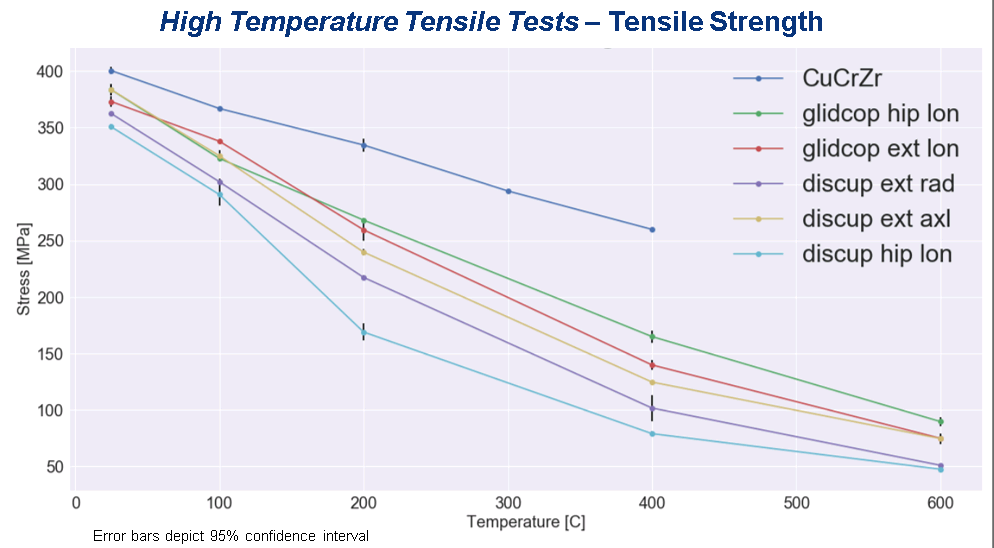 High Temperature Tensile Tests – Tensile Strength
400
350
300
250
200
150
100
50
Stress [MPa]
CuCrZr
glidcop hip lon
glidcop ext lon
discup ext rad
discup ext axl
discup hip lon
0 100 200 300 400 500 600
Temperature [C]
Error bars depict 95% confidence interval